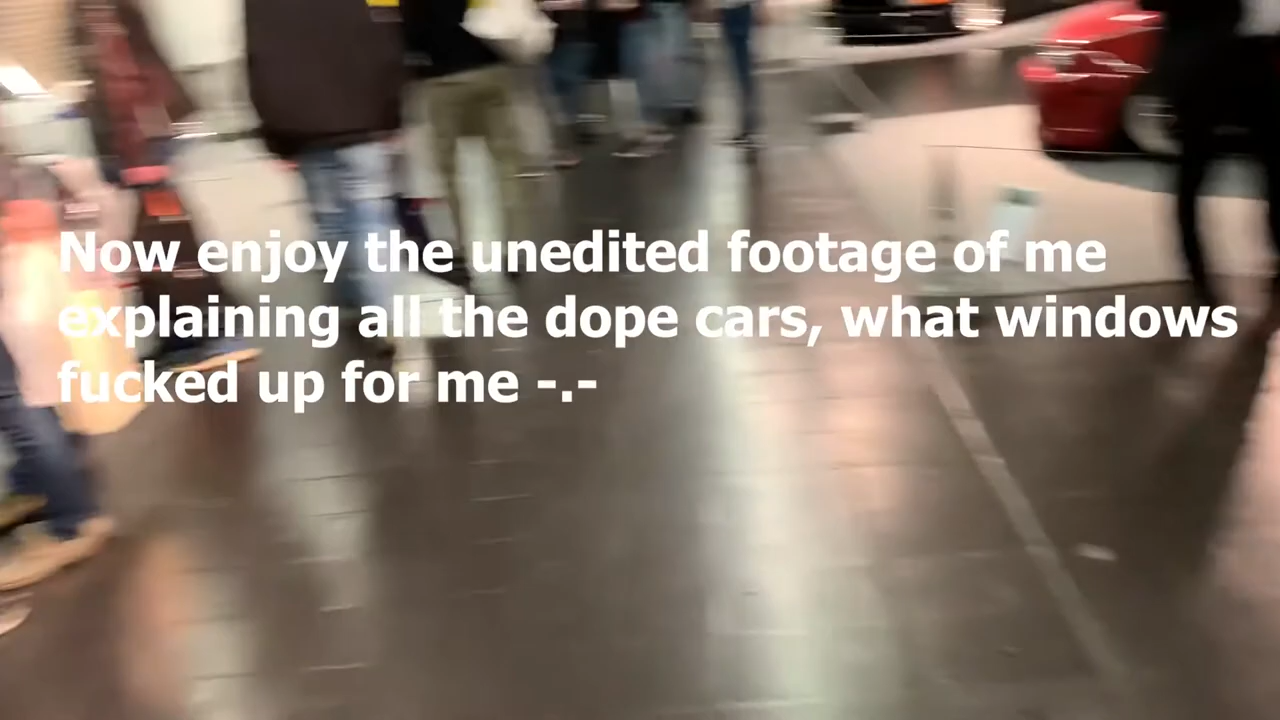 Now enjoy the unedited footage of me
explaining all the dope cars, what windows
fucked up for me -.-